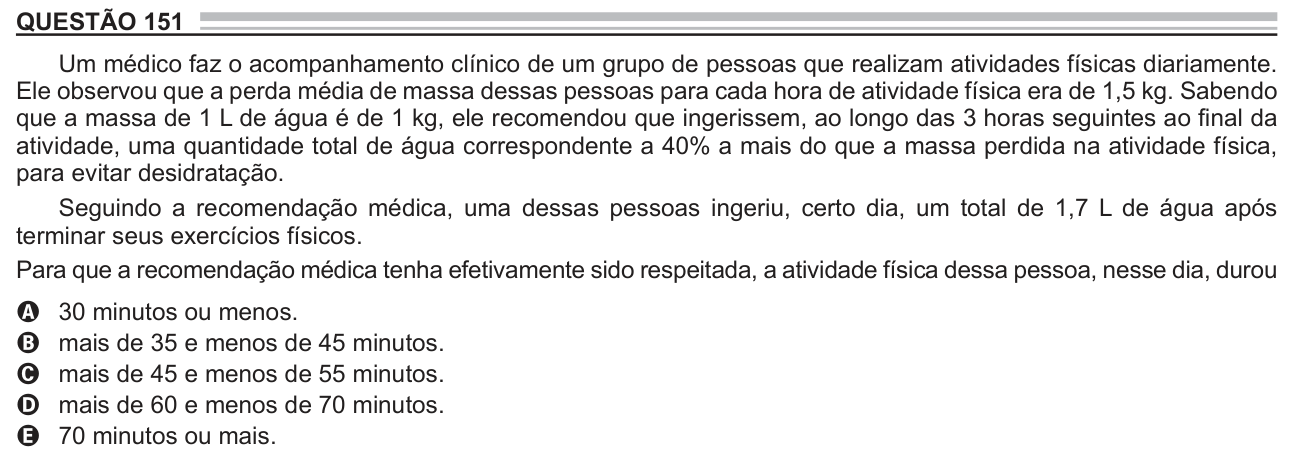 QUESTÃO 151
Um médico faz o acompanhamento clínico de um grupo de pessoas que realizam atividades físicas diariamente.
Ele observou que a perda média de massa dessas pessoas para cada hora de atividade física era de 1,5 kg. Sabendo
que a massa de 1 L de água é de 1 kg, ele recomendou que ingerissem, ao longo das 3 horas seguintes ao final da
atividade, uma quantidade total de água correspondente a 40% a mais do que a massa perdida na atividade física,
para evitar desidratação.
Seguindo a recomendação médica, uma dessas pessoas ingeriu, certo dia, um total de 1,7 L de água após
terminar seus exercícios físicos.
Para que a recomendação médica tenha efetivamente sido respeitada, a atividade física dessa pessoa, nesse dia, durou
A 30 minutos ou menos.
B mais de 35 e menos de 45 minutos.
C mais de 45 e menos de 55 minutos.
D mais de 60 e menos de 70 minutos.
E 70 minutos ou mais.